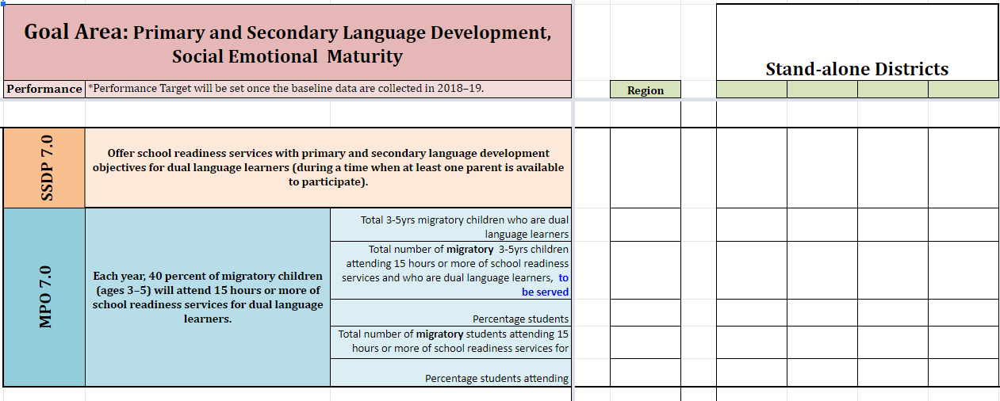 Goal Area: Primary and Secondary Language Development,
Social Emotional Maturity
Stand-alone Districts
Performance
*Performance Target will be set once the baseline data are collected in 2018–19.
Region
SSDP 7.0
Offer school readiness services with primary and secondary language development
objectives for dual language learners (during a time when at least one parent is available
to participate).
MPO 7.0
Each year, 40 percent of migratory children
(ages 3–5) will attend 15 hours or more of
school readiness services for dual language
learners.
Total 3-5yrs migratory children who are dual
language learners
Total number of migratory 3-5yrs children
attending 15 hours or more of school readiness
services and who are dual language learners, to
be served
Percentage students
Total number of migratory students attending 15
hours or more of school readiness services for
Percentage students attending